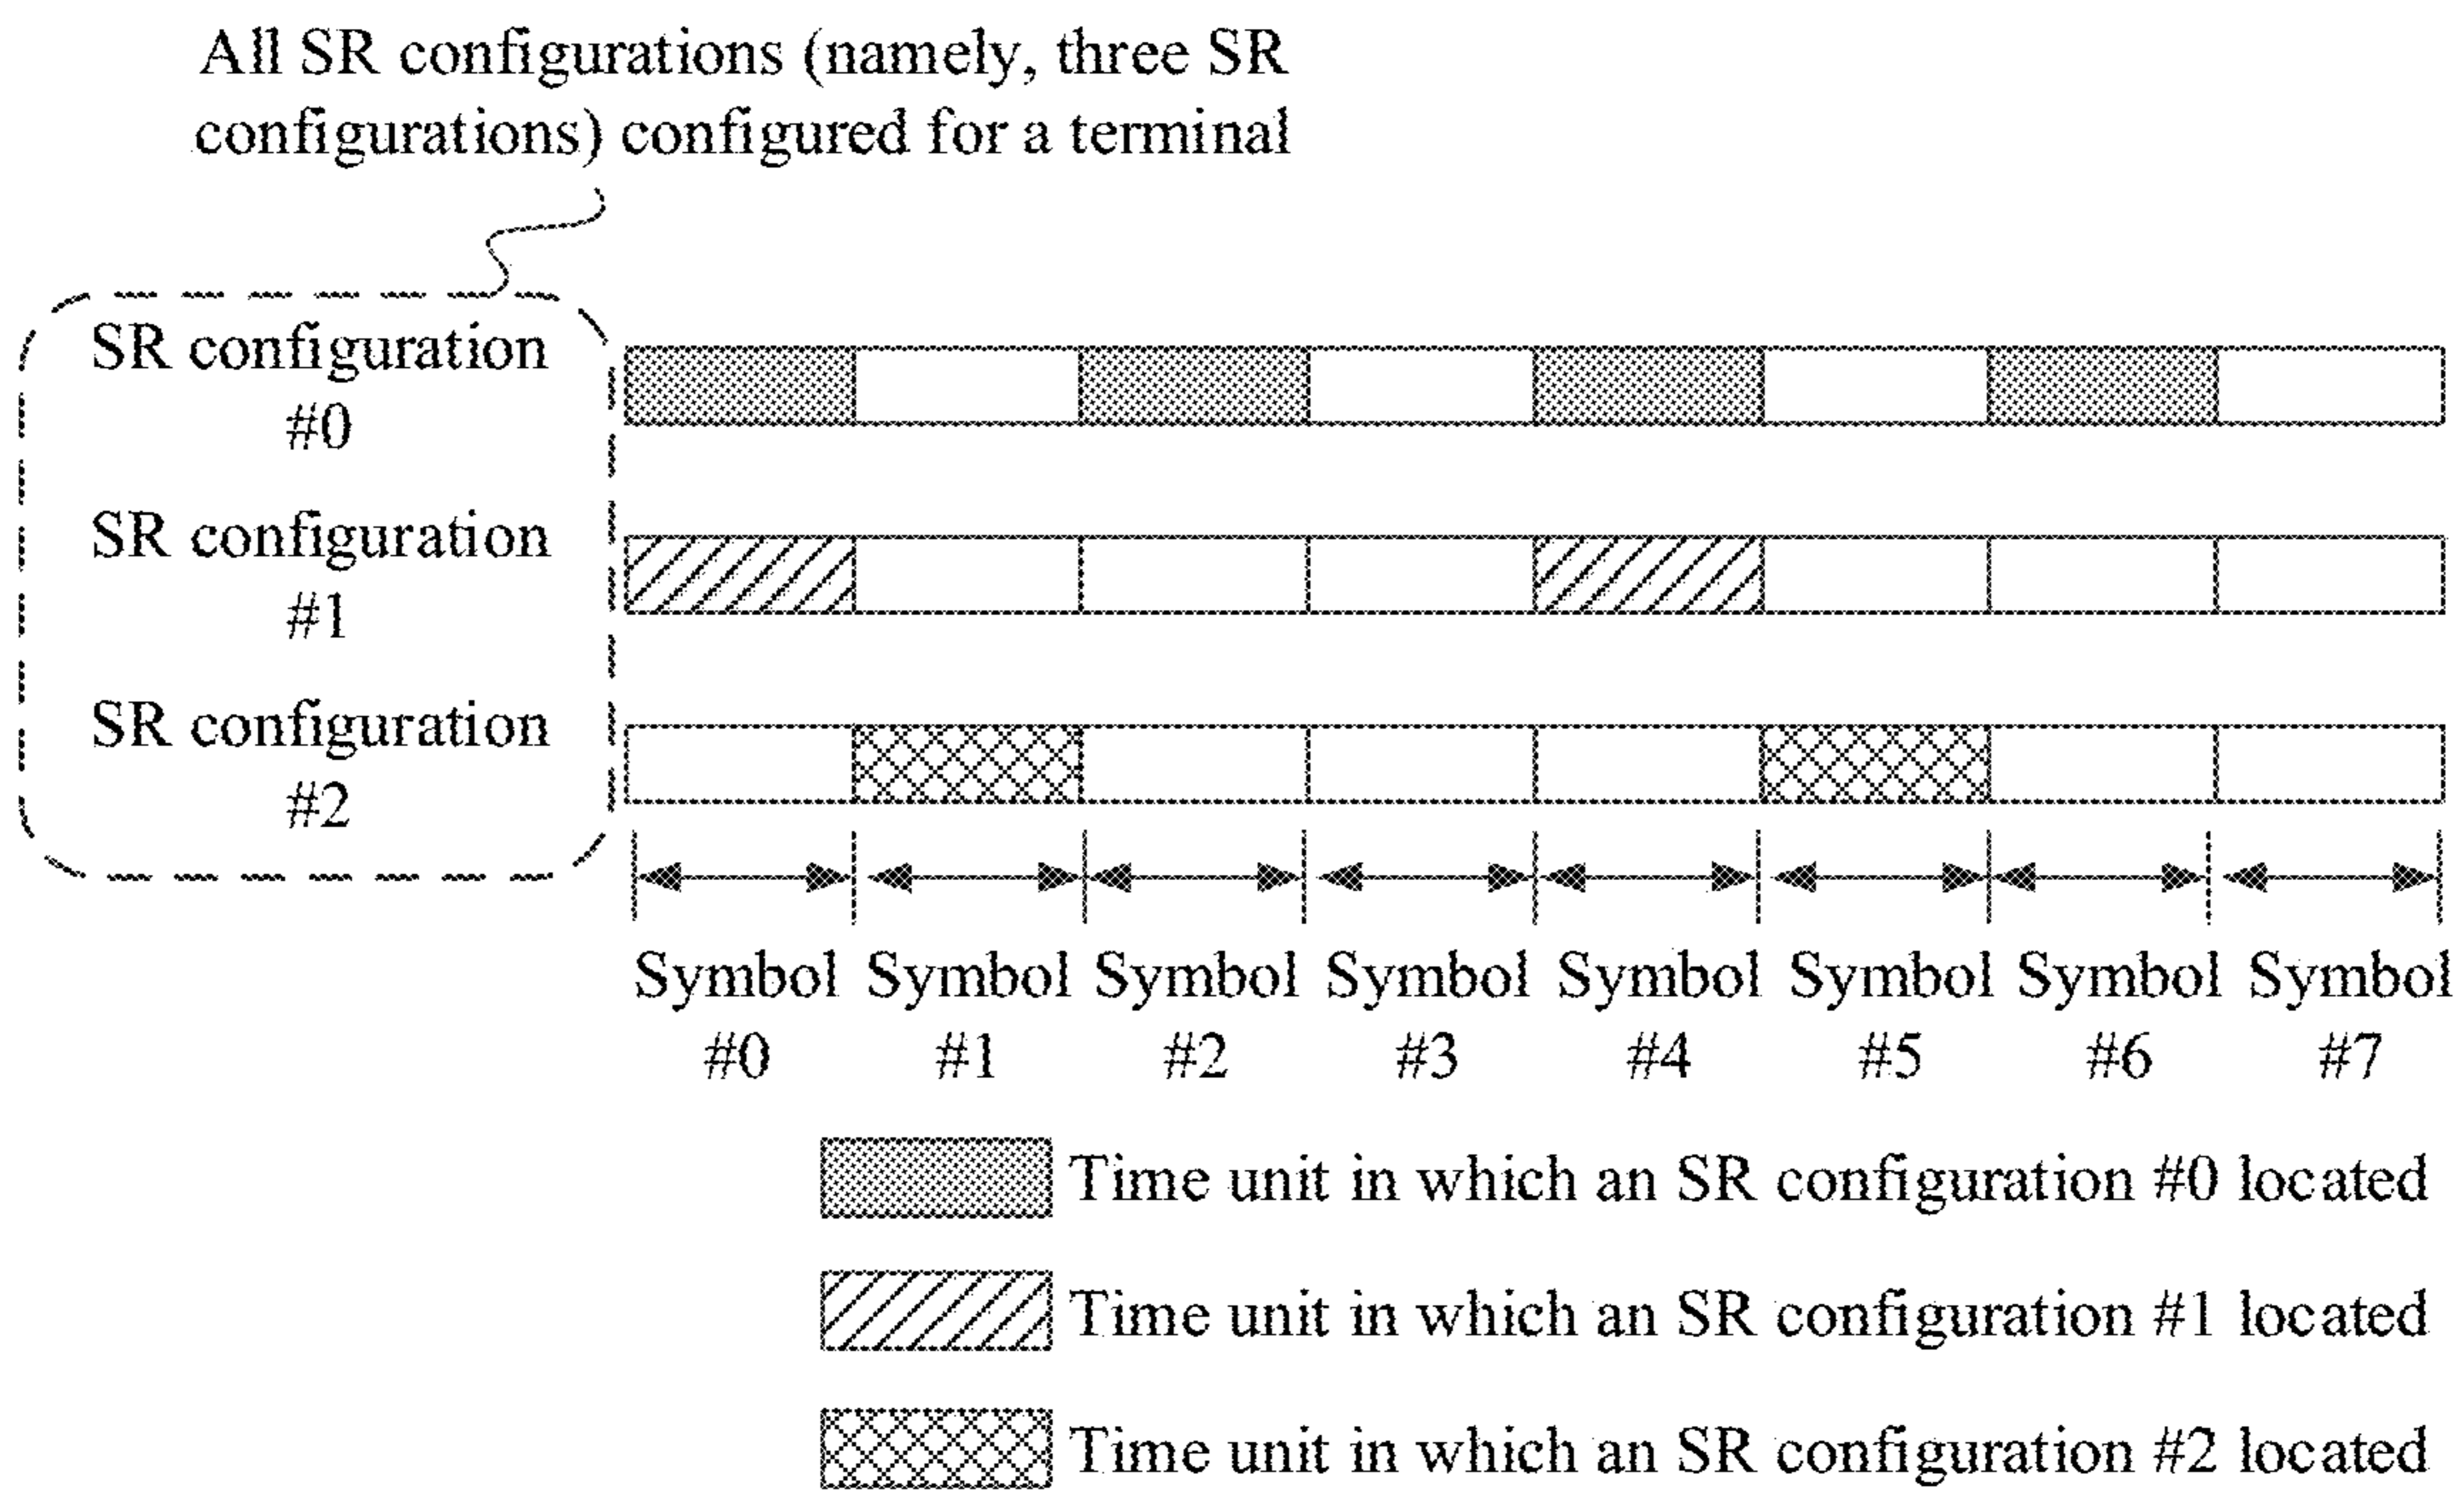 All SR configurations (namely, three SR
configurations) configured for a terminal
SR configuration
#0
SR configuration
#1
SR configuration
#2
Symbol Symbol Symbol Symbol Symbol Symbol Symbol Symbol
#0 #1 #2 #3 #4 #5 #6 #7
Time unit in which an SR configuration #0 located
Time unit in which an SR configuration #1 located
Time unit in which an SR configuration #2 located